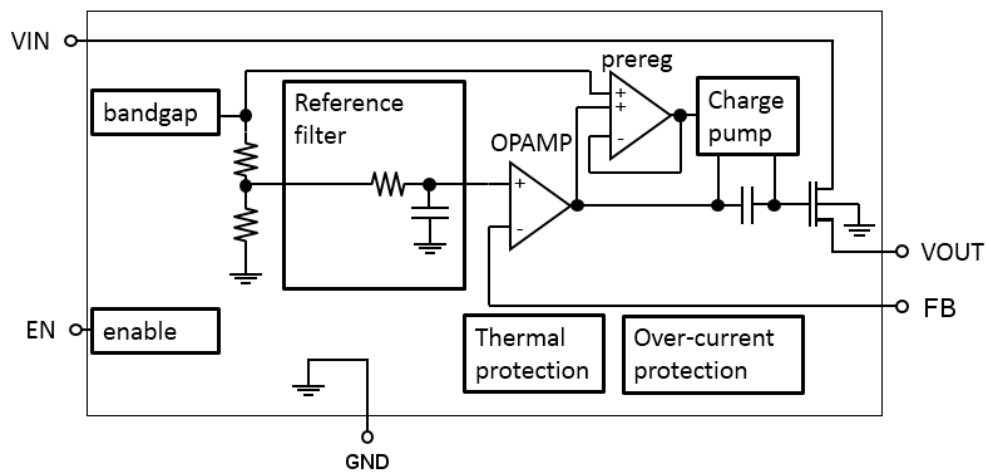 VIN
prereg
bandgap
Reference
filter
Charge
pump
OPAMP
+
+
-
+
-
VOUT
FB
EN
enable
Thermal
protection
Over-current
protection
GND